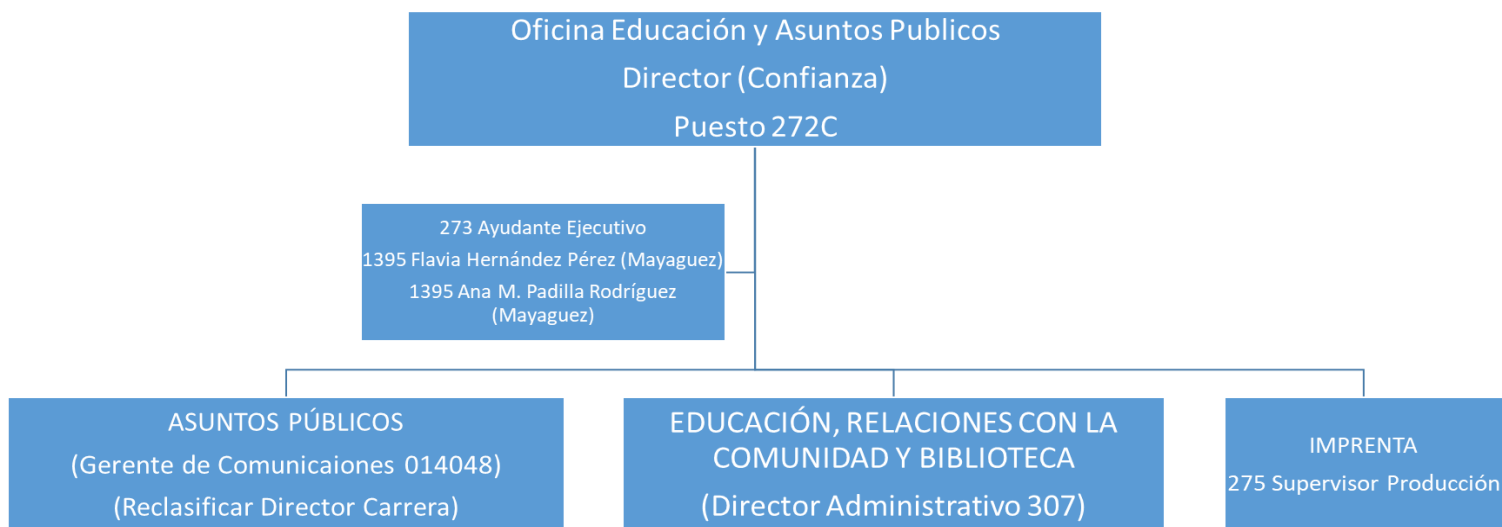 Oficina Educación y Asuntos Publicos
Director (Confianza)
Puesto 272C
273 Ayudante Ejecutivo
1395 Flavia Hernández Pérez (Mayaguez)
1395 Ana M. Padilla Rodríguez
(Mayaguez)
ASUNTOS PÚBLICOS
(Gerente de Comunicaiones 014048)
(Reclasificar Director Carrera)
EDUCACIÓN, RELACIONES CON LA
COMUNIDAD Y BIBLIOTECA
(Director Administrativo 307)
IMPRENTA
275 Supervisor Producción